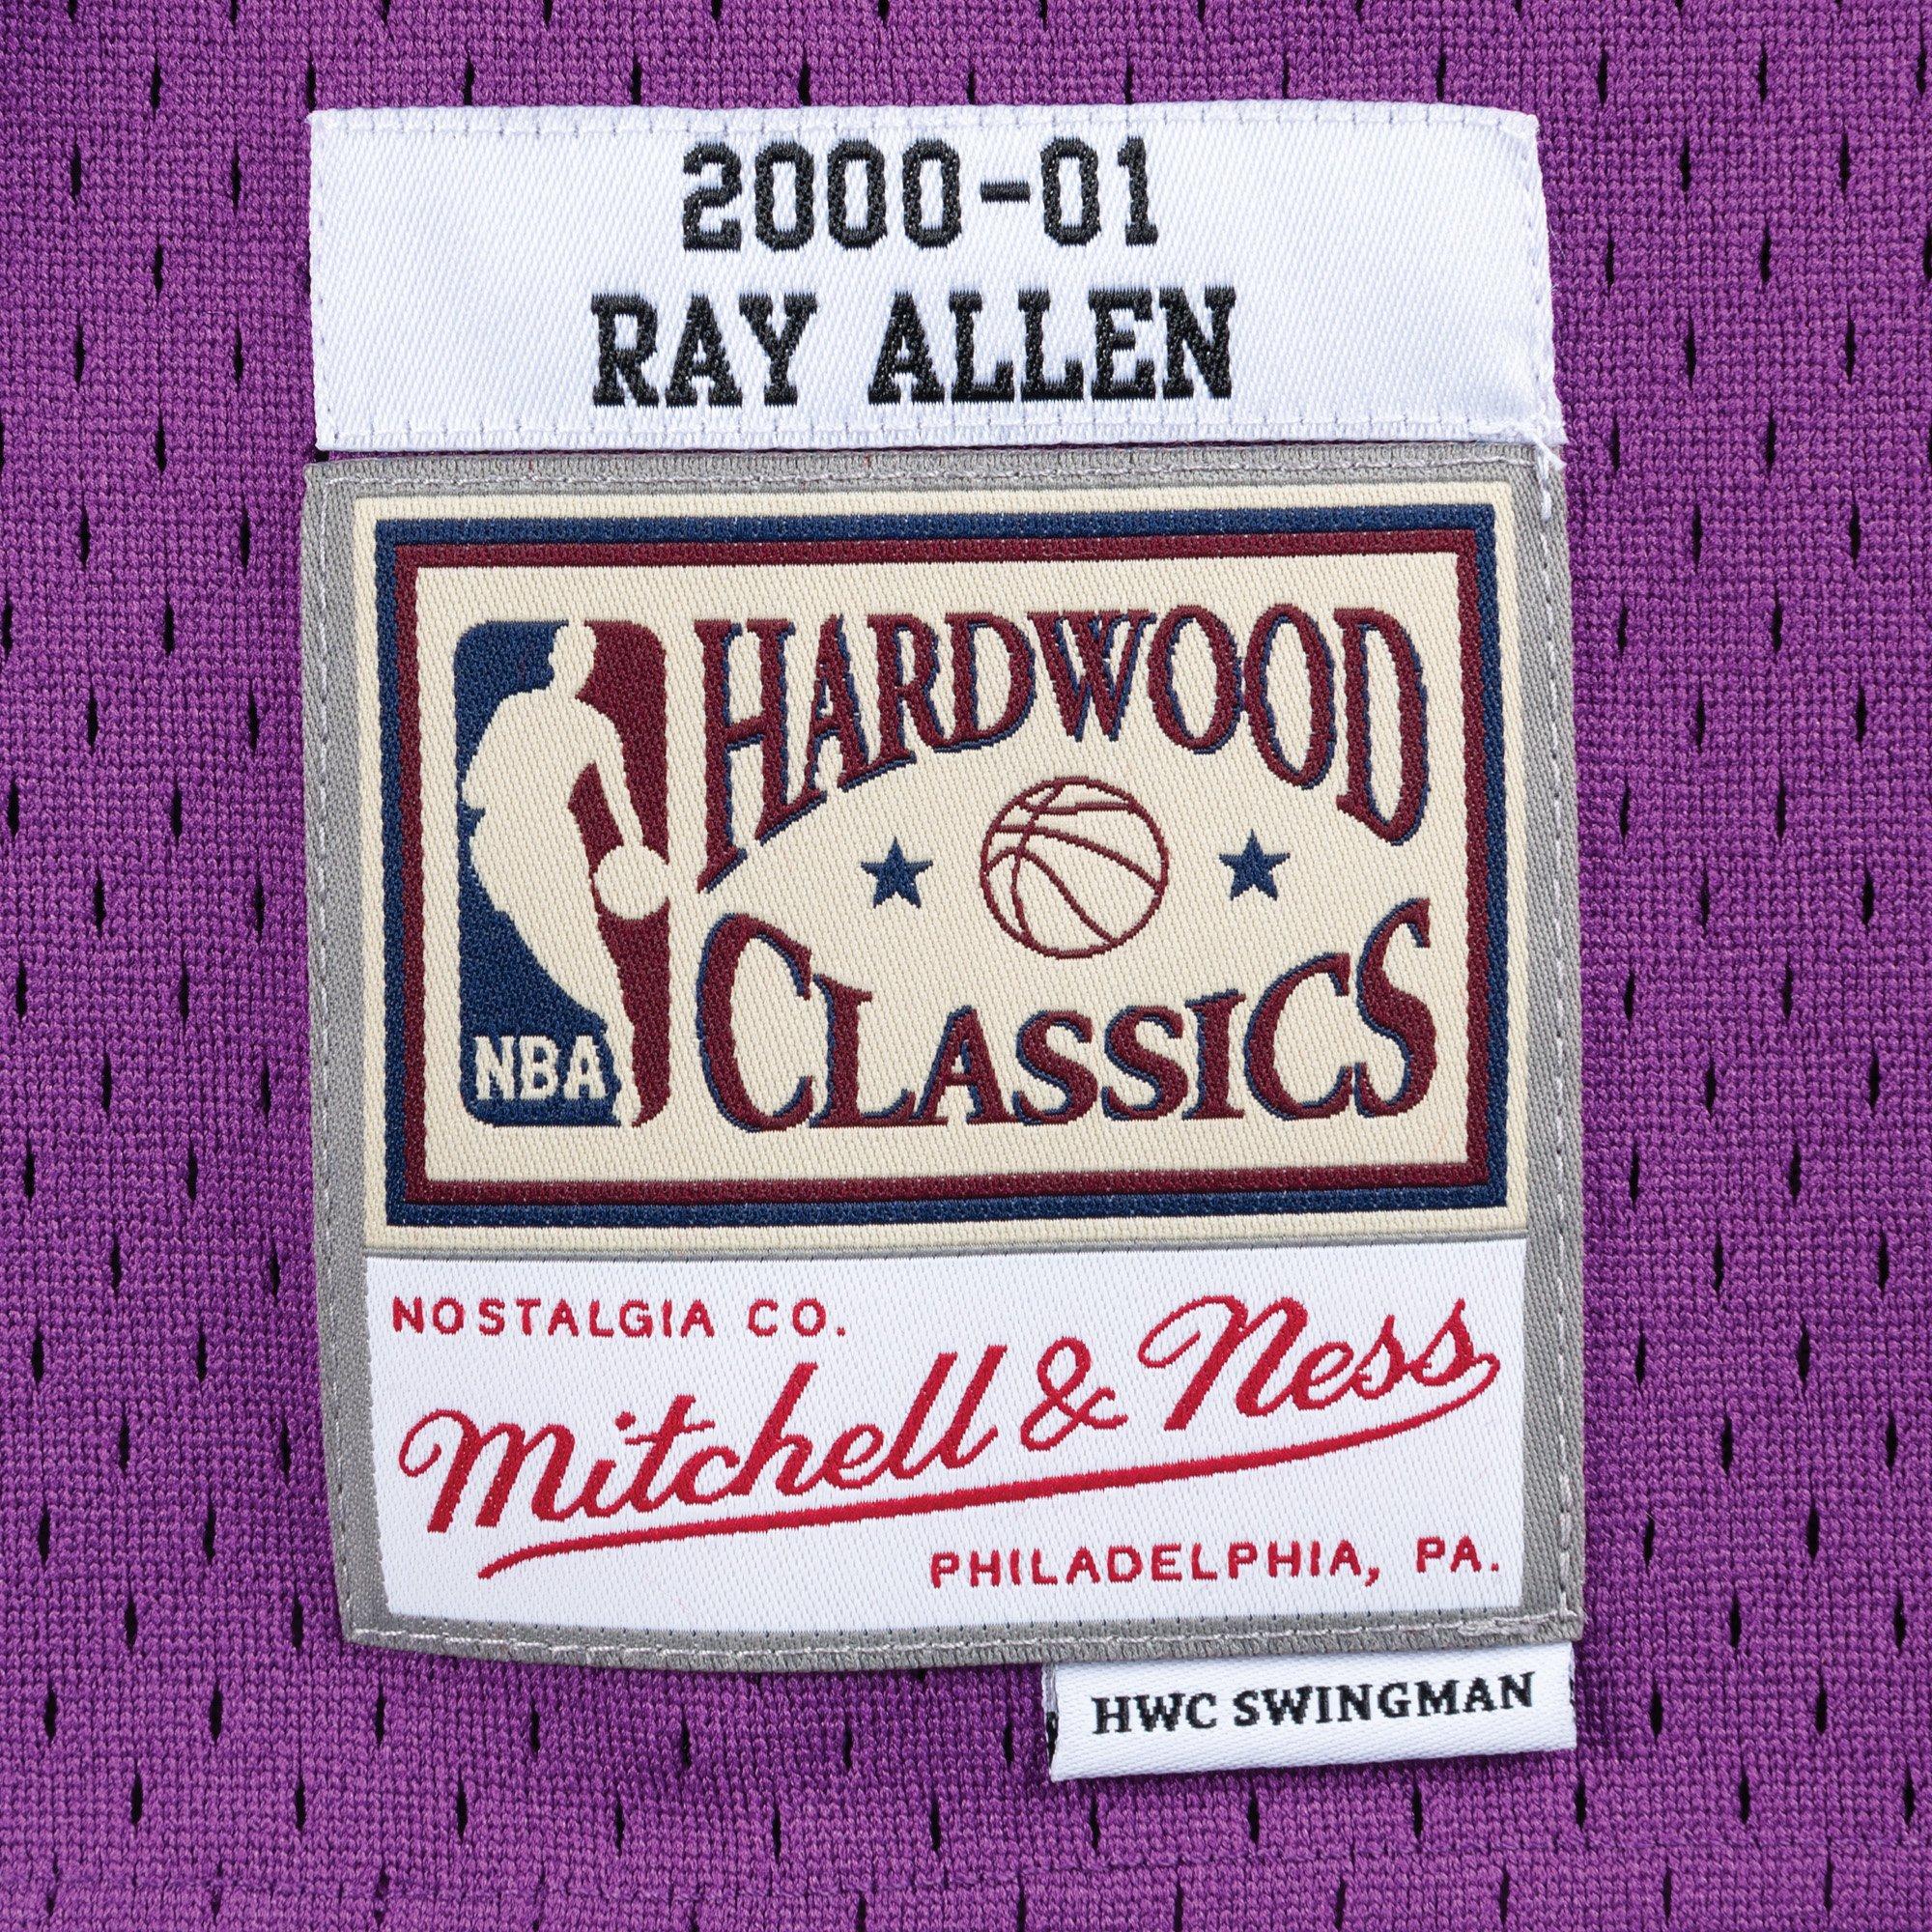 2000-01
RAY ALLEN
HARDWOOD
CLASSICS
NBA
NOSTALGIA CO.
Mitchell & Ness
PHILADELPHIA, PA.
HWC SWINGMAN